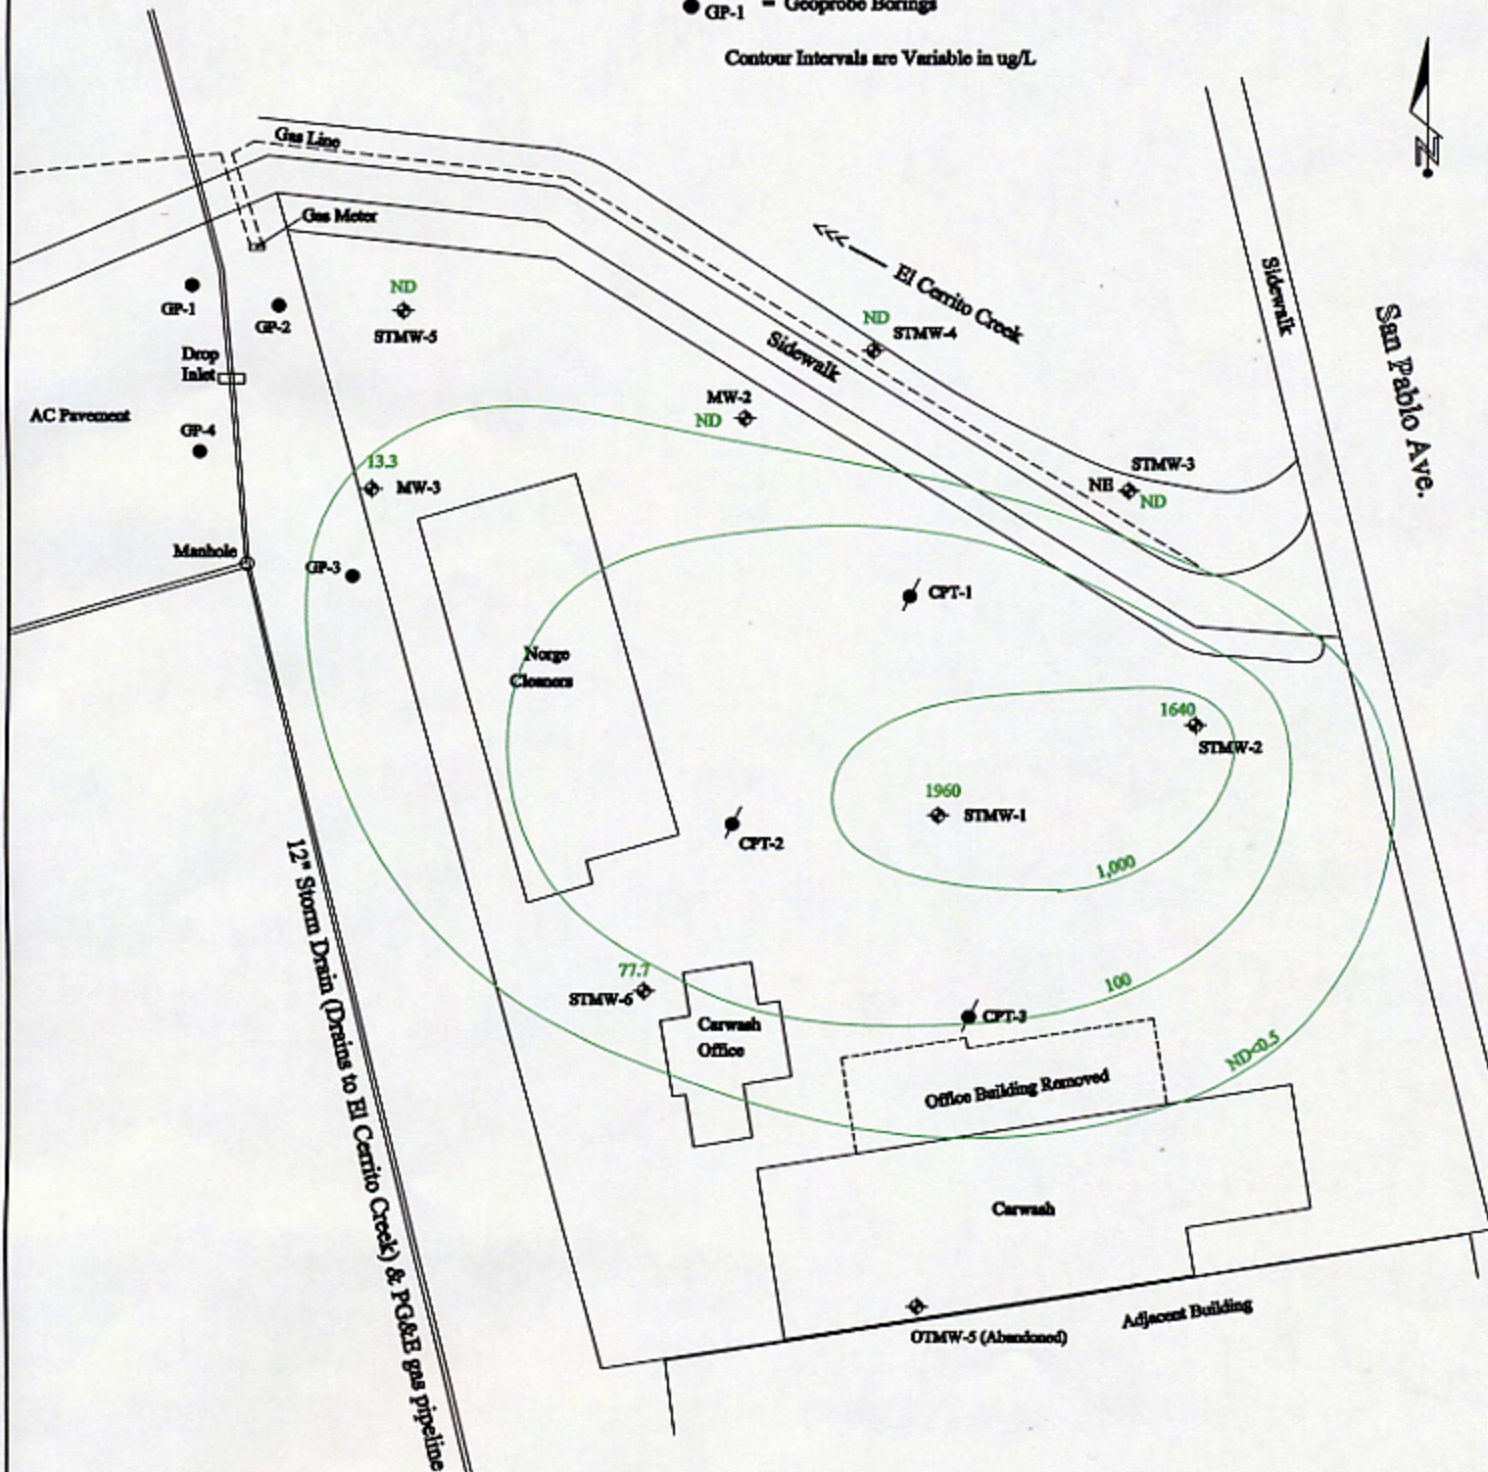 GP-1 = Geoprobe Borings
Contour Intervals are Variable in ug/L
N
Gas Line
Gas Meter
El Cerrito Creek
Sidewalk
San Pablo Ave.
GP-1
GP-2
ND
STMW-5
ND
STMW-4
Sidewalk
Drop
Inlet
AC Pavement
GP-4
MW-2
ND
13.3
MW-3
STMW-3
NE
ND
Manhole
GP-3
CPT-1
Norge
Cleaners
1640
STMW-2
1960
STMW-1
CPT-2
1,000
12" Storm Drain (Drains to El Cerrito Creek) & PG&E gas pipeline
77.7
STMW-6
100
CPT-3
Carwash
Office
ND<0.5
Office Building Removed
Carwash
OTMW-5 (Abandoned)
Adjacent Building